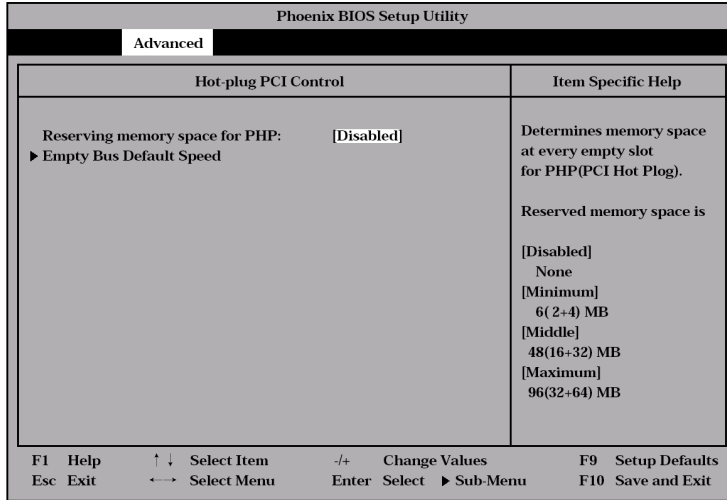 Phoenix BIOS Setup Utility
Advanced
Hot-plug PCI Control
Item Specific Help
Reserving memory space for PHP: [Disabled]
▶ Empty Bus Default Speed
Determines memory space
at every empty slot
for PHP(PCI Hot Plog).
Reserved memory space is
[Disabled]
None
[Minimum]
6( 2+4) MB
[Middle]
48(16+32) MB
[Maximum]
96(32+64) MB
F1 Help ↑ ↓ Select Item -/+ Change Values F9 Setup Defaults
Esc Exit ←→ Select Menu Enter Select ▶ Sub-Menu F10 Save and Exit